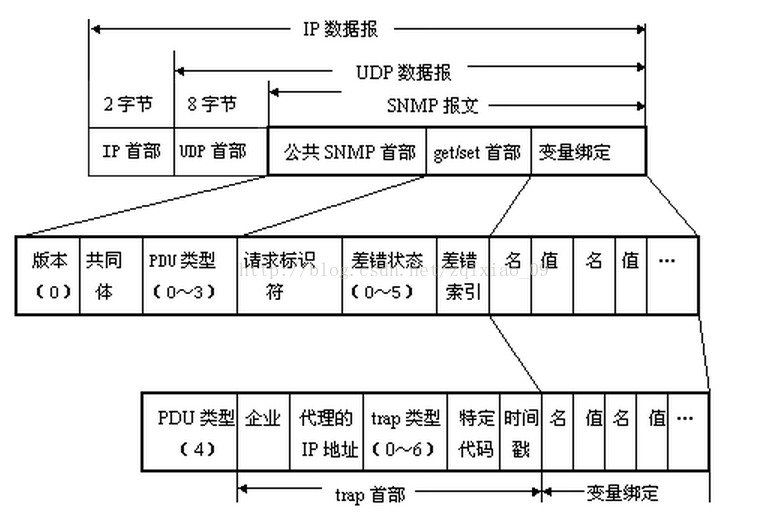 IP 数据报
UDP 数据报
2 字节 8 字节 SNMP 报文
IP 首部 UDP 首部 公共 SNMP 首部 get/set 首部 变量绑定
版本 共同 PDU 类型 请求标识 差错状态 差错 名 值 名 值 …
(0) 体 (0～3) 符 (0～5) 索引
http://blog.csdn.net/zqixiao_09
PDU 类型 企业 代理的 trap 类型 特定 时间 名 值 名 值 …
(4) IP 地址 (0～6) 代码 戳
trap 首部 变量绑定